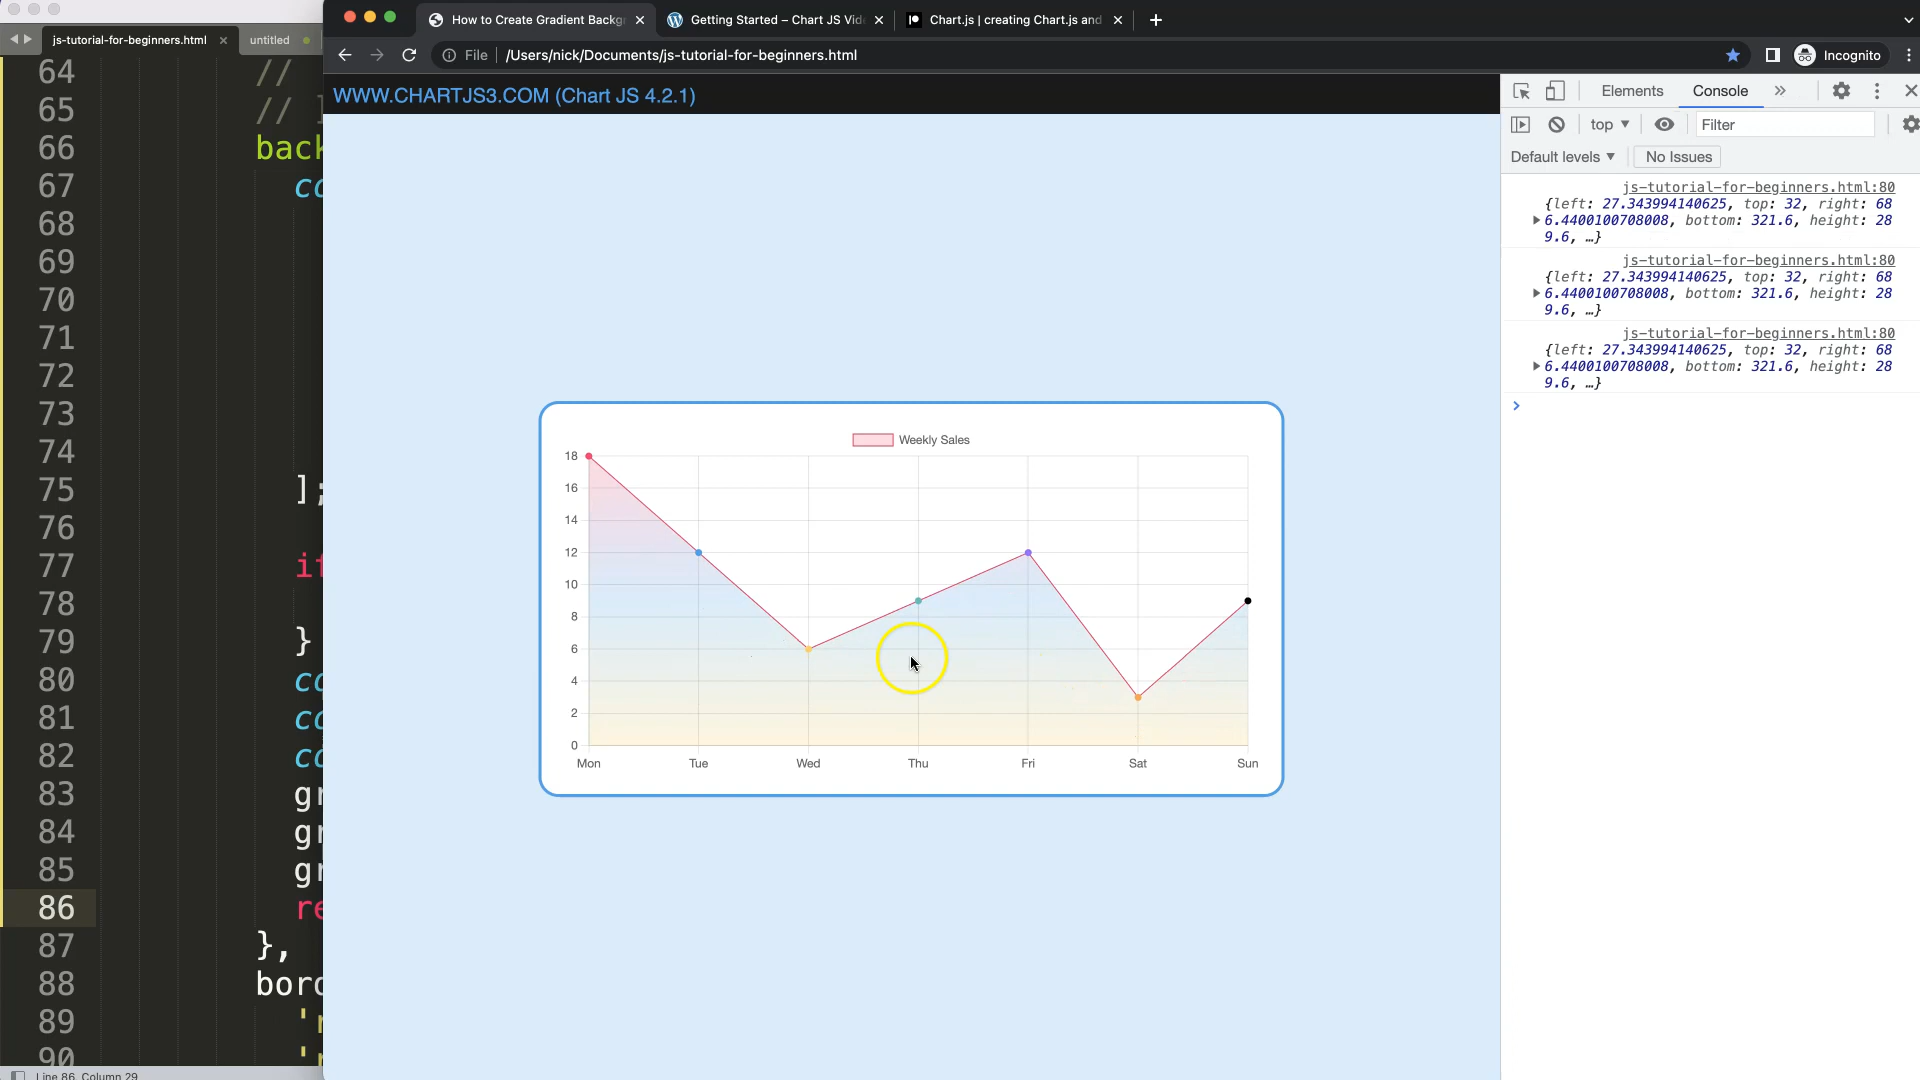 js-tutorial-for-beginners.html
untitled
64 //
65 //
66 back
67
68
69
70
71
72
73
74
75 ];
76
77 if
78
79 }
80
81
82
83
84
85
86
87 },
88
89
90
Line 86, Column 29
How to Create Gradient Backgr
Getting Started – Chart JS Vid
Chart.js | creating Chart.js and
File /Users/nick/Documents/js-tutorial-for-beginners.html
Incognito
WWW.CHARTJS3.COM (Chart JS 4.2.1)
Weekly Sales
18
16
14
12
10
8
6
4
2
0
Mon Tue Wed Thu Fri Sat Sun
Elements Console
top Filter
Default levels No Issues
js-tutorial-for-beginners.html:80
{left: 27.343994140625, top: 32, right: 68
6.4400100708008, bottom: 321.6, height: 28
9.6, …}
js-tutorial-for-beginners.html:80
{left: 27.343994140625, top: 32, right: 68
6.4400100708008, bottom: 321.6, height: 28
9.6, …}
js-tutorial-for-beginners.html:80
{left: 27.343994140625, top: 32, right: 68
6.4400100708008, bottom: 321.6, height: 28
9.6, …}